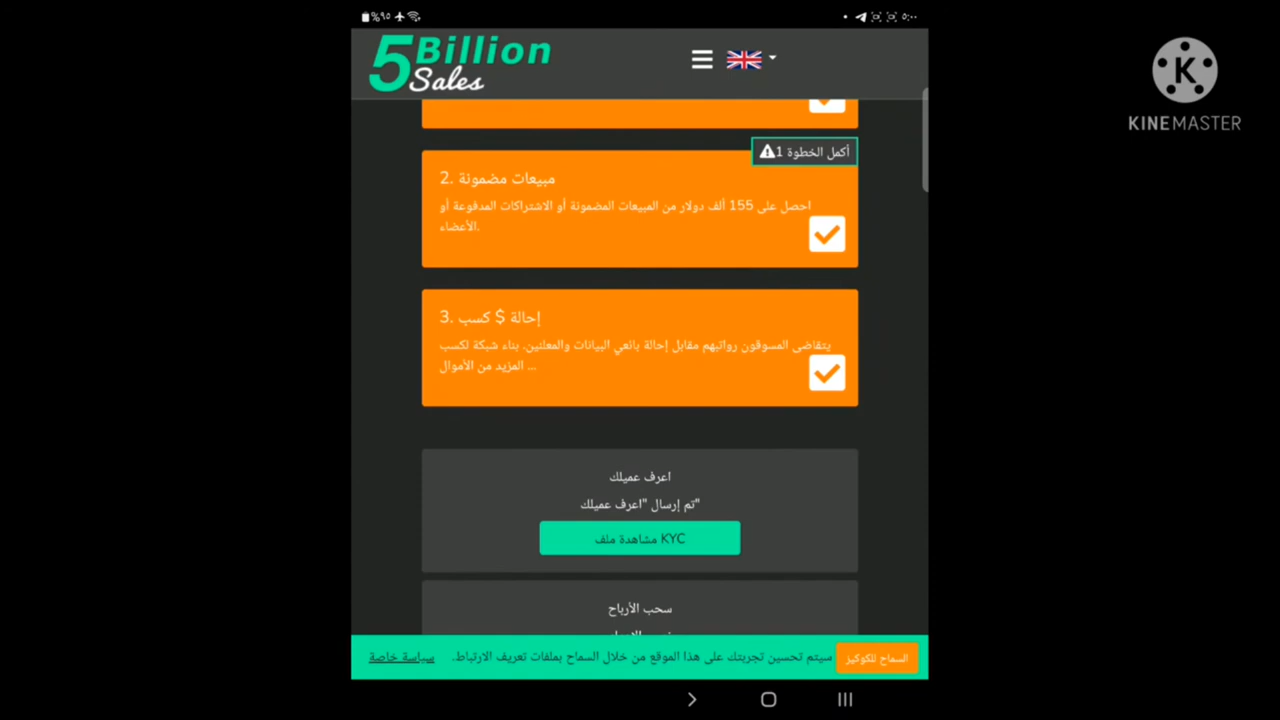 %٩٥
٥:٠٠
5Billion
Sales
KINEMASTER
أكمل الخطوة 1
2. مبيعات مضمونة
احصل على 155 ألف دولار من المبيعات المضمونة أو الاشتراكات المدفوعة أو
الأعضاء.
3. إحالة $ كسب
يتقاضى المسوقون رواتبهم مقابل إحالة بائعي البيانات والمعلنين. بناء شبكة لكسب
المزيد من الأموال ...
اعرف عميلك
تم إرسال "اعرف عميلك"
مشاهدة ملف KYC
سحب الأرباح
سيتم تحسين تجربتك على هذا الموقع من خلال السماح بملفات تعريف الارتباط.. سياسة خاصة
السماح للكوكيز